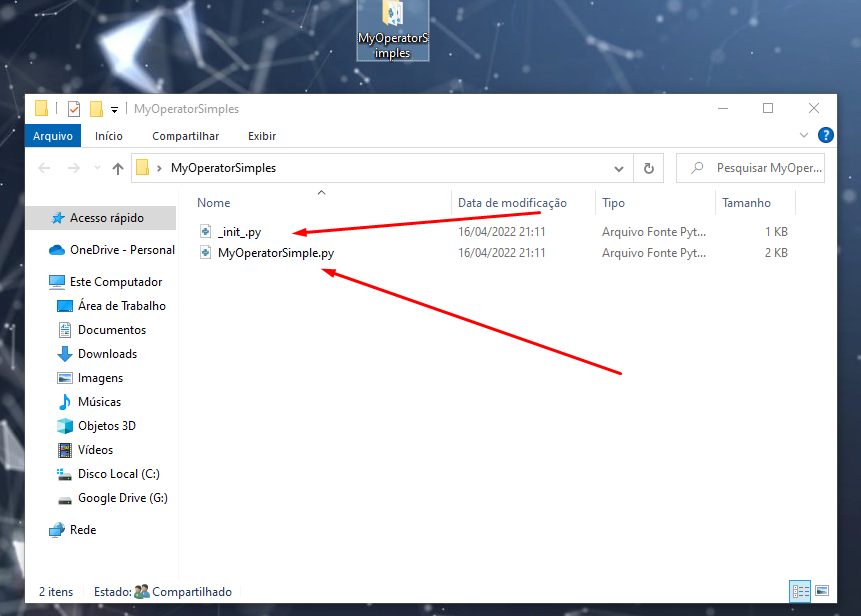 MyOperatorS
imples
MyOperatorSimples
Arquivo Início Compartilhar Exibir
MyOperatorSimples
Pesquisar MyOper...
Nome Data de modificação Tipo Tamanho
_init_.py 16/04/2022 21:11 Arquivo Fonte Pyt... 1 KB
MyOperatorSimple.py 16/04/2022 21:11 Arquivo Fonte Pyt... 2 KB
Acesso rápido
OneDrive - Personal
Este Computador
Área de Trabalho
Documentos
Downloads
Imagens
Músicas
Objetos 3D
Vídeos
Disco Local (C:)
Google Drive (G:)
Rede
2 itens Estado: Compartilhado